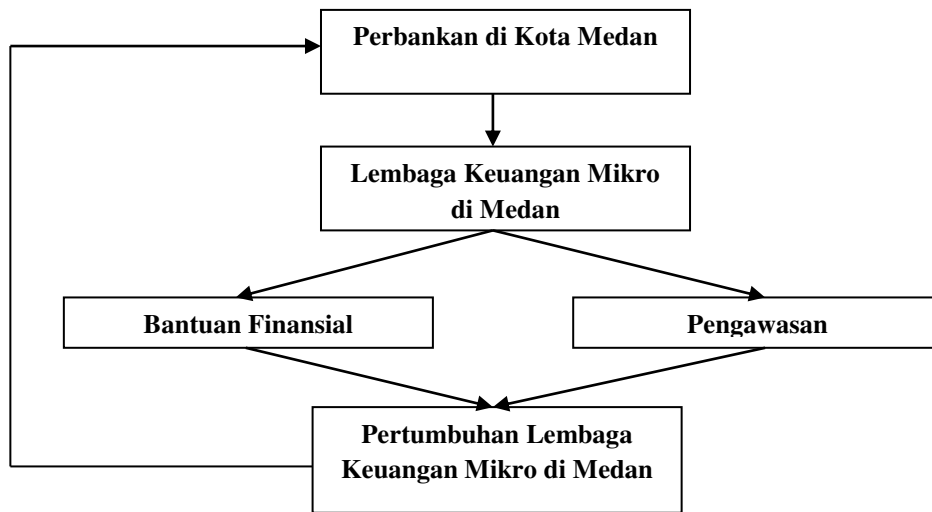 Perbankan di Kota Medan
Lembaga Keuangan Mikro
di Medan
Bantuan Finansial
Pengawasan
Pertumbuhan Lembaga
Keuangan Mikro di Medan